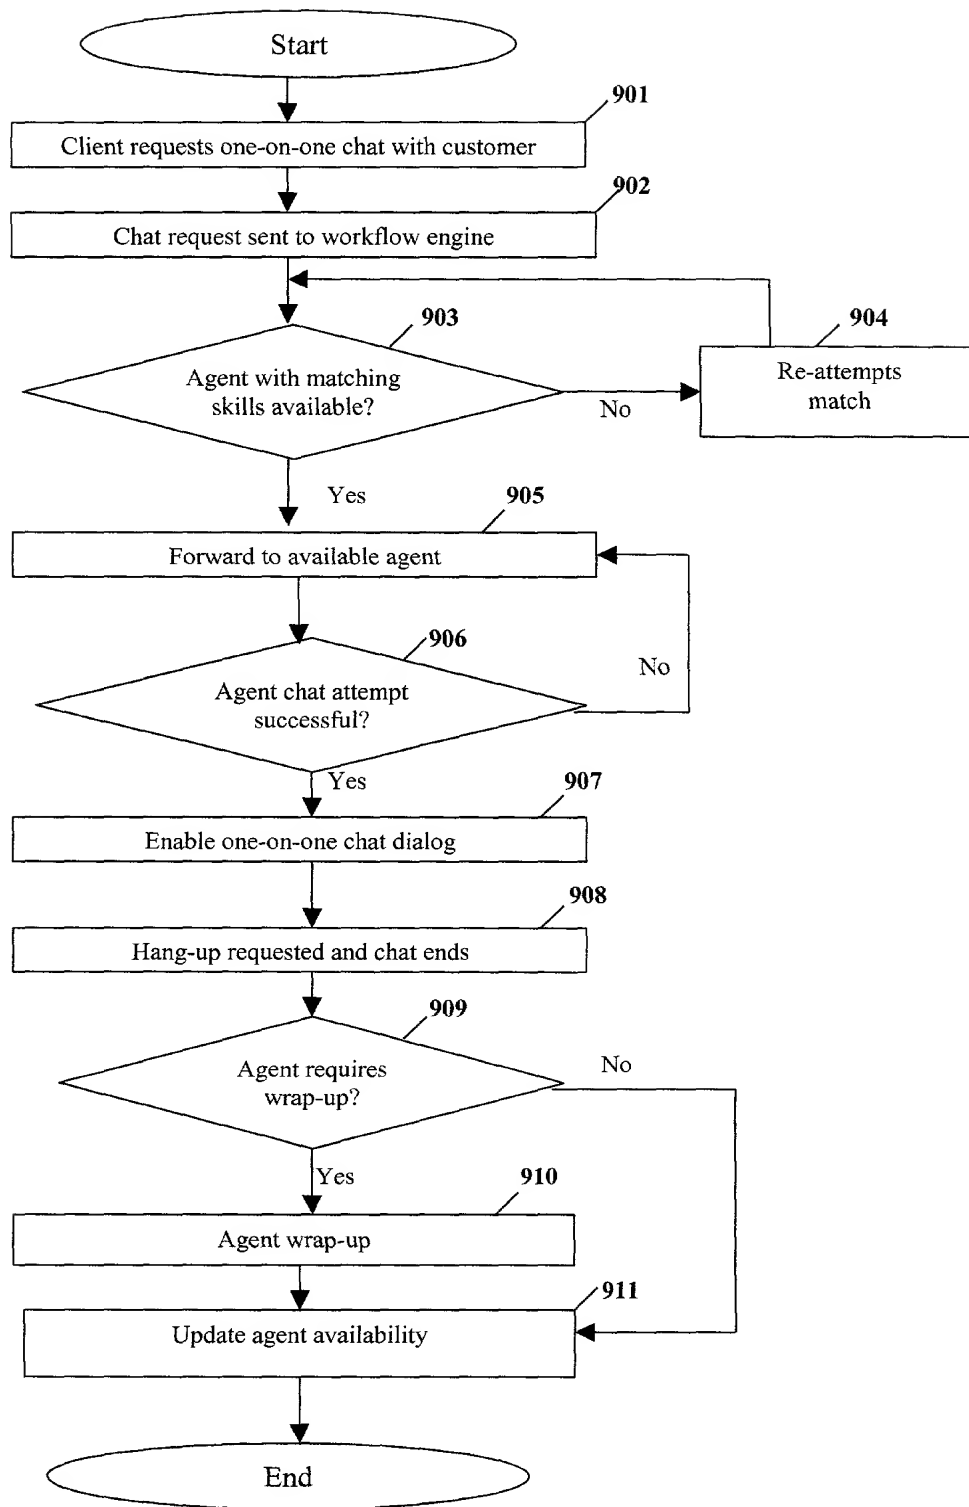 Start
901
Client requests one-on-one chat with customer
902
Chat request sent to workflow engine
903
904
Agent with matching
skills available?
Re-attempts
match
No
Yes
905
Forward to available agent
906
No
Agent chat attempt
successful?
Yes
907
Enable one-on-one chat dialog
908
Hang-up requested and chat ends
909
No
Agent requires
wrap-up?
Yes
910
Agent wrap-up
911
Update agent availability
End